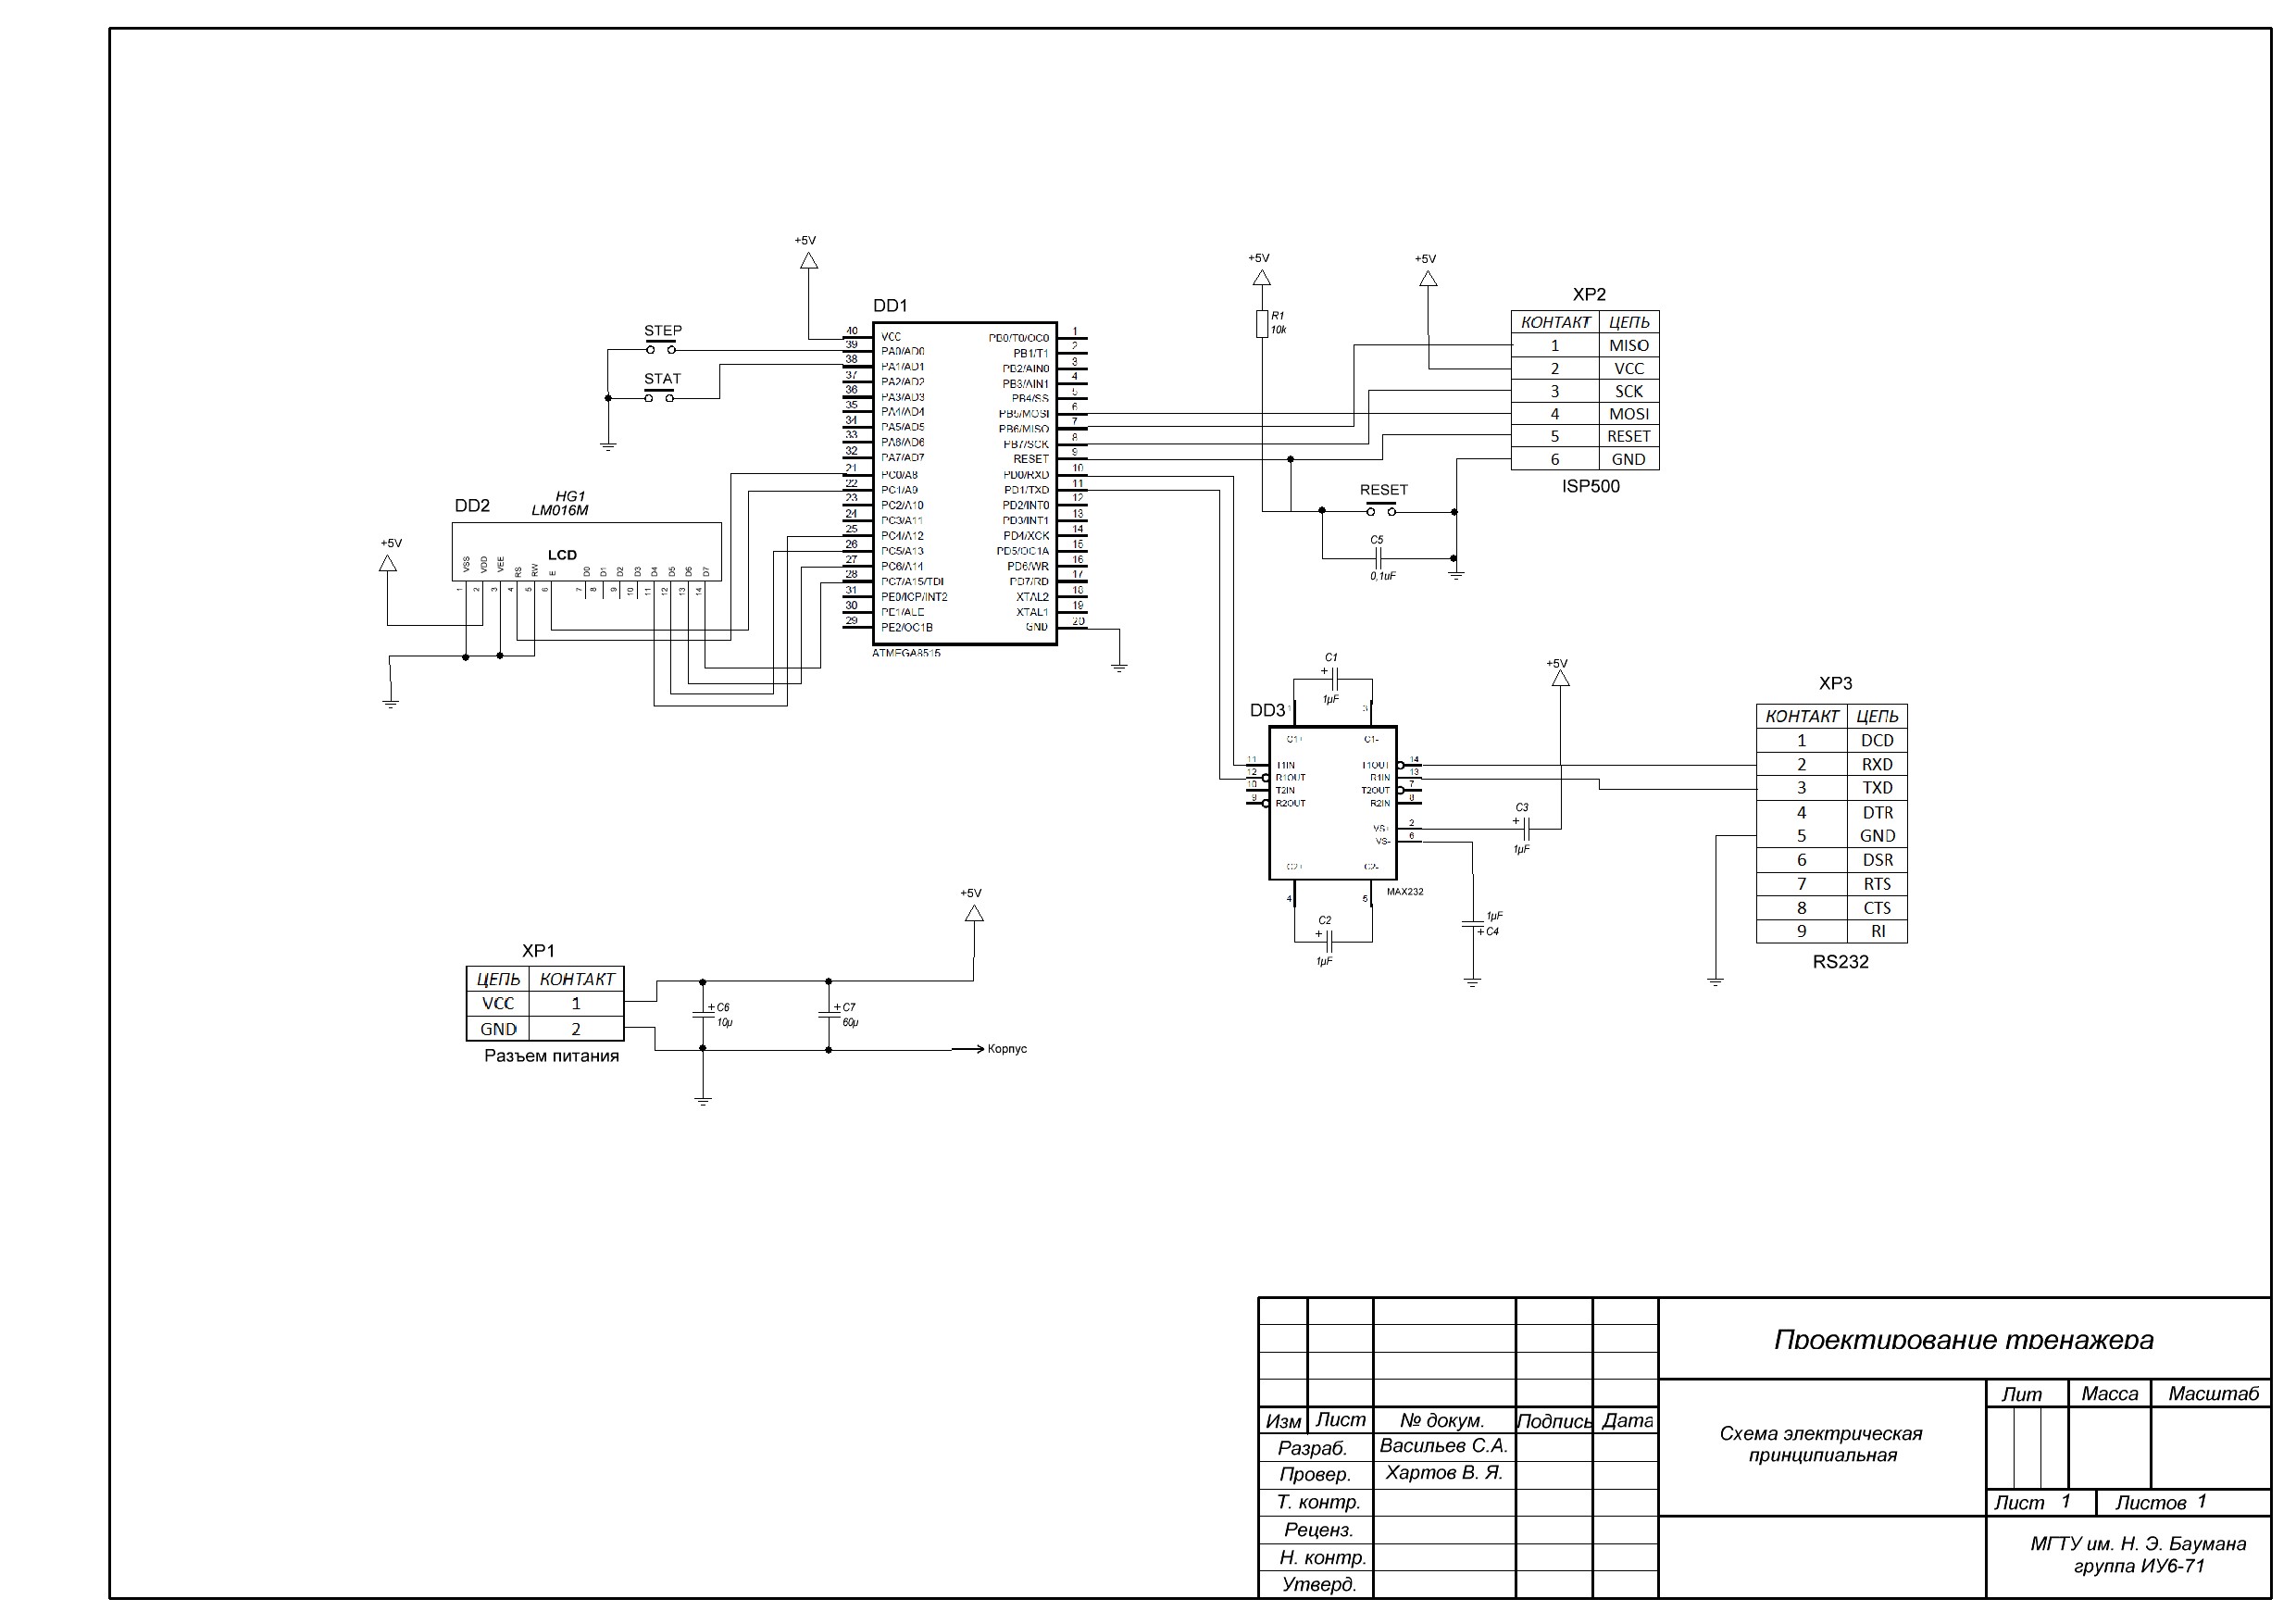 +5V
DD1
40 VCC
39 PA0/AD0
38 PA1/AD1
37 PA2/AD2
36 PA3/AD3
35 PA4/AD4
34 PA5/AD5
33 PA6/AD6
32 PA7/AD7
21 PC0/A8
22 PC1/A9
23 PC2/A10
24 PC3/A11
25 PC4/A12
26 PC5/A13
27 PC6/A14
28 PC7/A15/TDI
31 PE0/ICP/INT2
30 PE1/ALE
29 PE2/OC1B
PB0/T0/OC0 1
PB1/T1 2
PB2/AIN0 3
PB3/AIN1 4
PB4/SS 5
PB5/MOSI 6
PB6/MISO 7
PB7/SCK 8
RESET 9
PD0/RXD 10
PD1/TXD 11
PD2/INT0 12
PD3/INT1 13
PD4/XCK 14
PD5/OC1A 15
PD6/WR 16
PD7/RD 17
XTAL2 18
XTAL1 19
GND 20
ATMEGA8515
STEP
STAT
HG1
DD2 LM016M
+5V
LCD
VSS VDD VEE RS RW E D0 D1 D2 D3 D4 D5 D6 D7
1 2 3 4 5 6 7 8 9 10 11 12 13 14
+5V
R1
10k
+5V
XP2
КОНТАКТ ЦЕПЬ
1 MISO
2 VCC
3 SCK
4 MOSI
5 RESET
6 GND
ISP500
RESET
C5
0,1uF
C1
+
1µF
DD3
1 3
C1+ C1-
11 T1IN T1OUT 14
12 R1OUT R1IN 13
10 T2IN T2OUT 7
9 R2OUT R2IN 8
VS+ 2
VS- 6
C2+ C2-
4 5
MAX232
C2
+
1µF
+5V
C3
+
1µF
1µF
+C4
XP3
КОНТАКТ ЦЕПЬ
1 DCD
2 RXD
3 TXD
4 DTR
5 GND
6 DSR
7 RTS
8 CTS
9 RI
RS232
+5V
XP1
ЦЕПЬ КОНТАКТ
VCC 1
GND 2
Разъем питания
+C6
10µ
+C7
60µ
Корпус
Проектирование тренажера
Лит Масса Масштаб
Схема электрическая
принципиальная
Изм Лист № докум. Подпись Дата
Разраб. Васильев С.А.
Провер. Хартов В. Я.
Т. контр.
Реценз.
Н. контр.
Утверд.
Лист 1 Листов 1
МГТУ им. Н. Э. Баумана
группа ИУ6-71